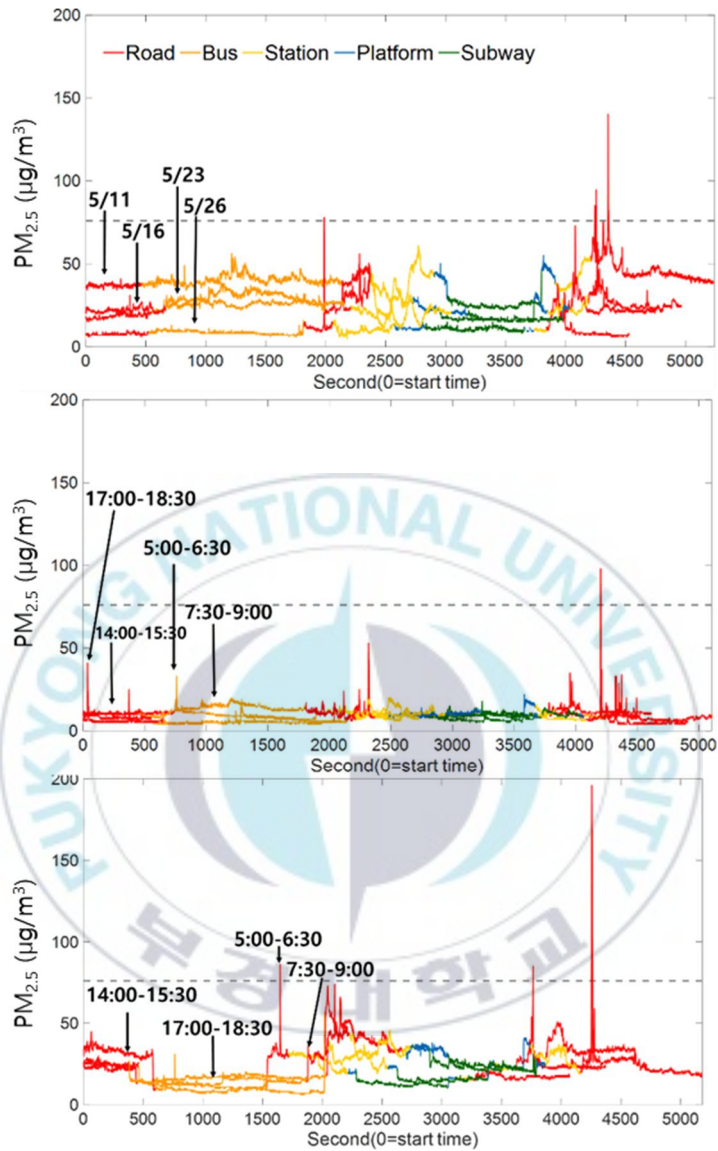 200
Road Bus Station Platform Subway
150
PM2.5 (μg/m³)
100
5/23
5/11
5/26
5/16
50
0
0 500 1000 1500 2000 2500 3000 3500 4000 4500 5000
Second(0=start time)
200
150
PM2.5 (μg/m³)
17:00-18:30
100
5:00-6:30
7:30-9:00
14:00-15:30
50
0
0 500 1000 1500 2000 2500 3000 3500 4000 4500 5000
Second(0=start time)
200
150
PM2.5 (μg/m³)
100
5:00-6:30
7:30-9:00
14:00-15:30
17:00-18:30
50
0
0 500 1000 1500 2000 2500 3000 3500 4000 4500 5000
Second(0=start time)
PUKYONG NATIONAL UNIVERSITY
부경대학교